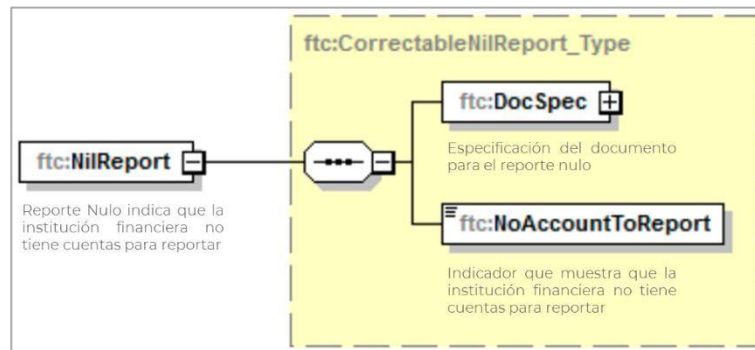 ftc:CorrectableNilReport_Type
ftc:DocSpec
Especificación del documento
para el reporte nulo
ftc:NilReport
Reporte Nulo indica que la
institución financiera no
tiene cuentas para reportar
ftc:NoAccountToReport
Indicador que muestra que la
institución financiera no tiene
cuentas para reportar